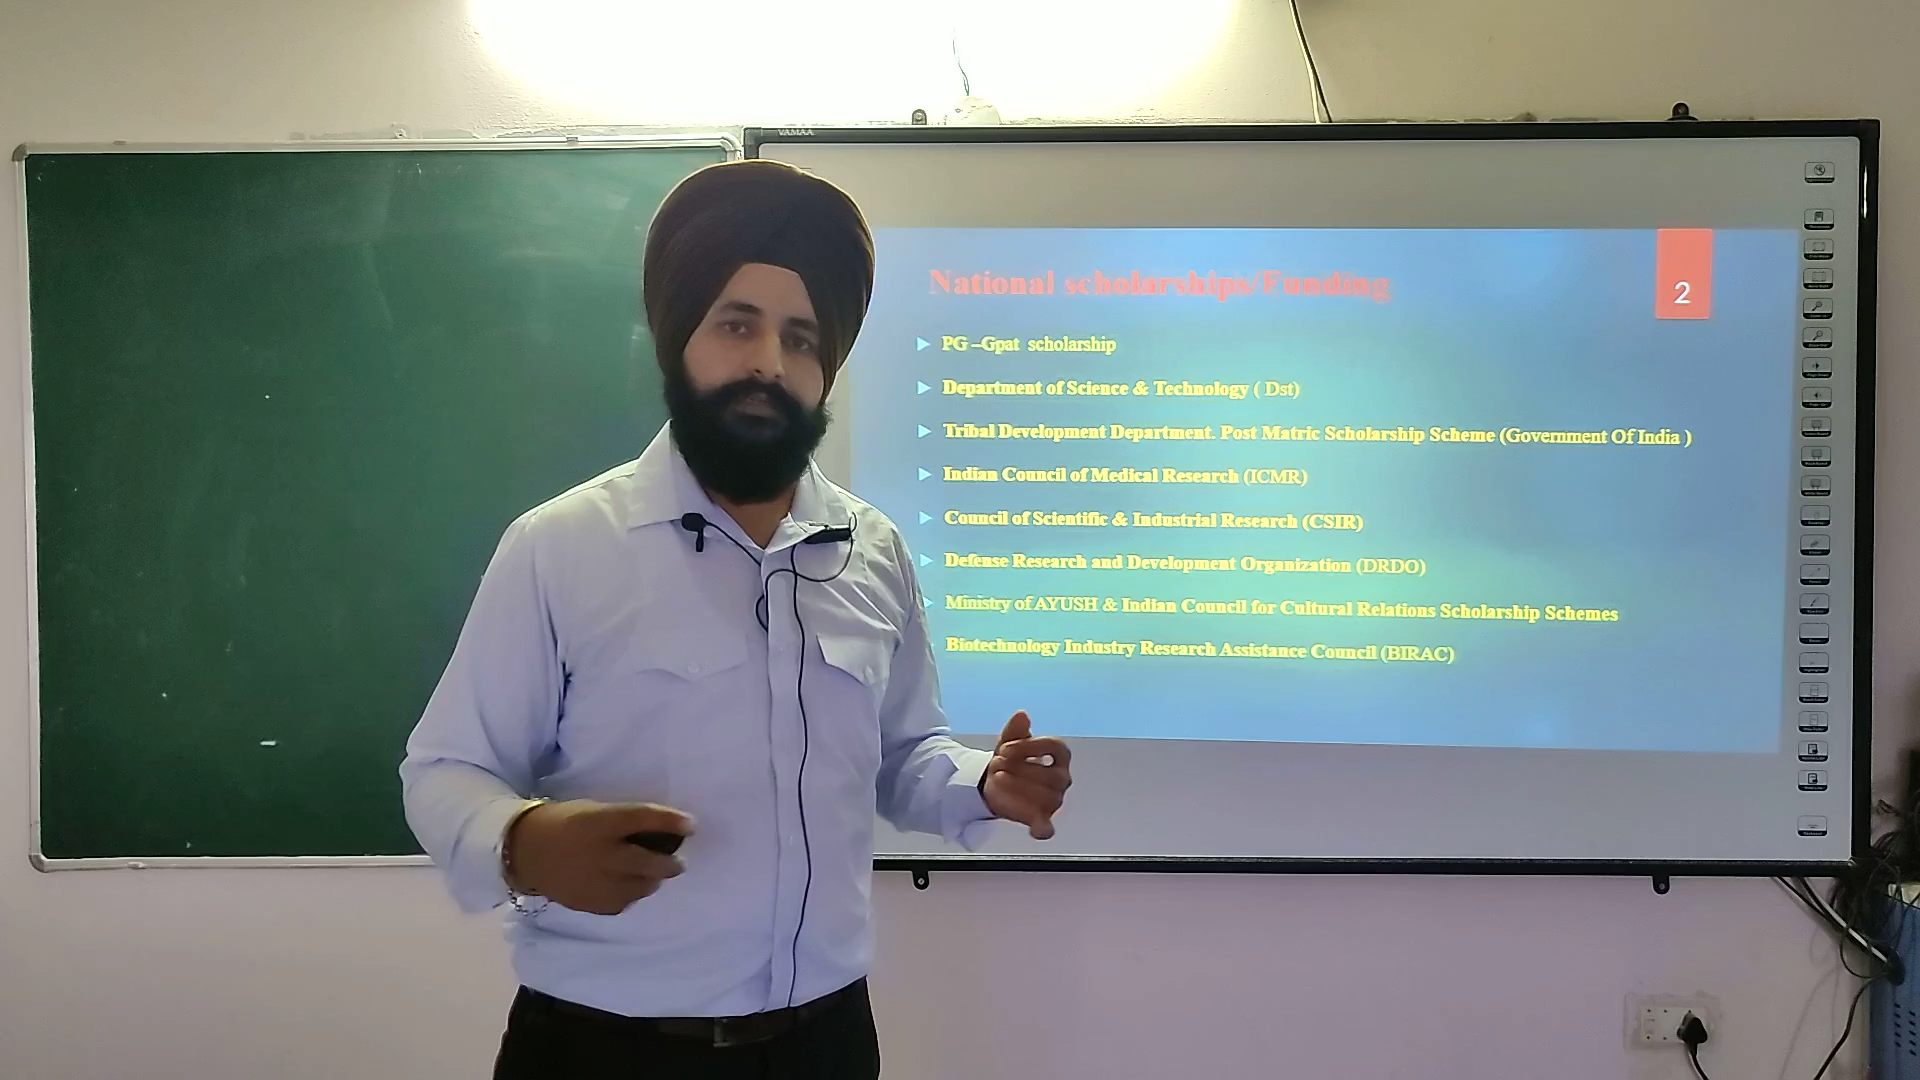 VAMAA
National scholarships/Funding
2
PG –Gpat scholarship
Department of Science & Technology ( Dst)
Tribal Development Department. Post Matric Scholarship Scheme (Government Of India )
Indian Council of Medical Research (ICMR)
Council of Scientific & Industrial Research (CSIR)
Defense Research and Development Organization (DRDO)
Ministry of AYUSH & Indian Council for Cultural Relations Scholarship Schemes
Biotechnology Industry Research Assistance Council (BIRAC)